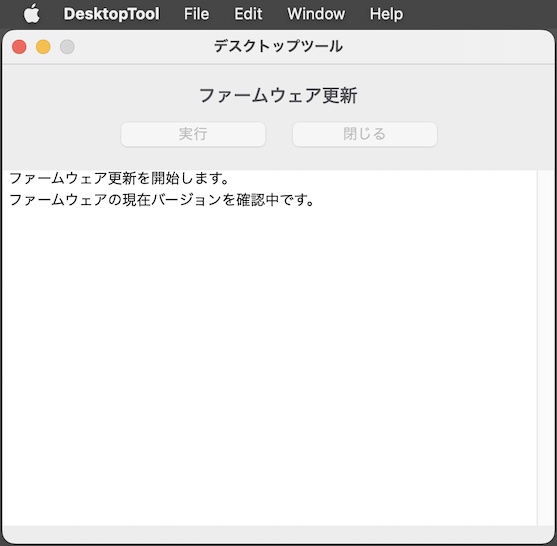 DesktopTool File Edit Window Help
デスクトップツール
ファームウェア更新
実行 閉じる
ファームウェア更新を開始します。
ファームウェアの現在バージョンを確認中です。